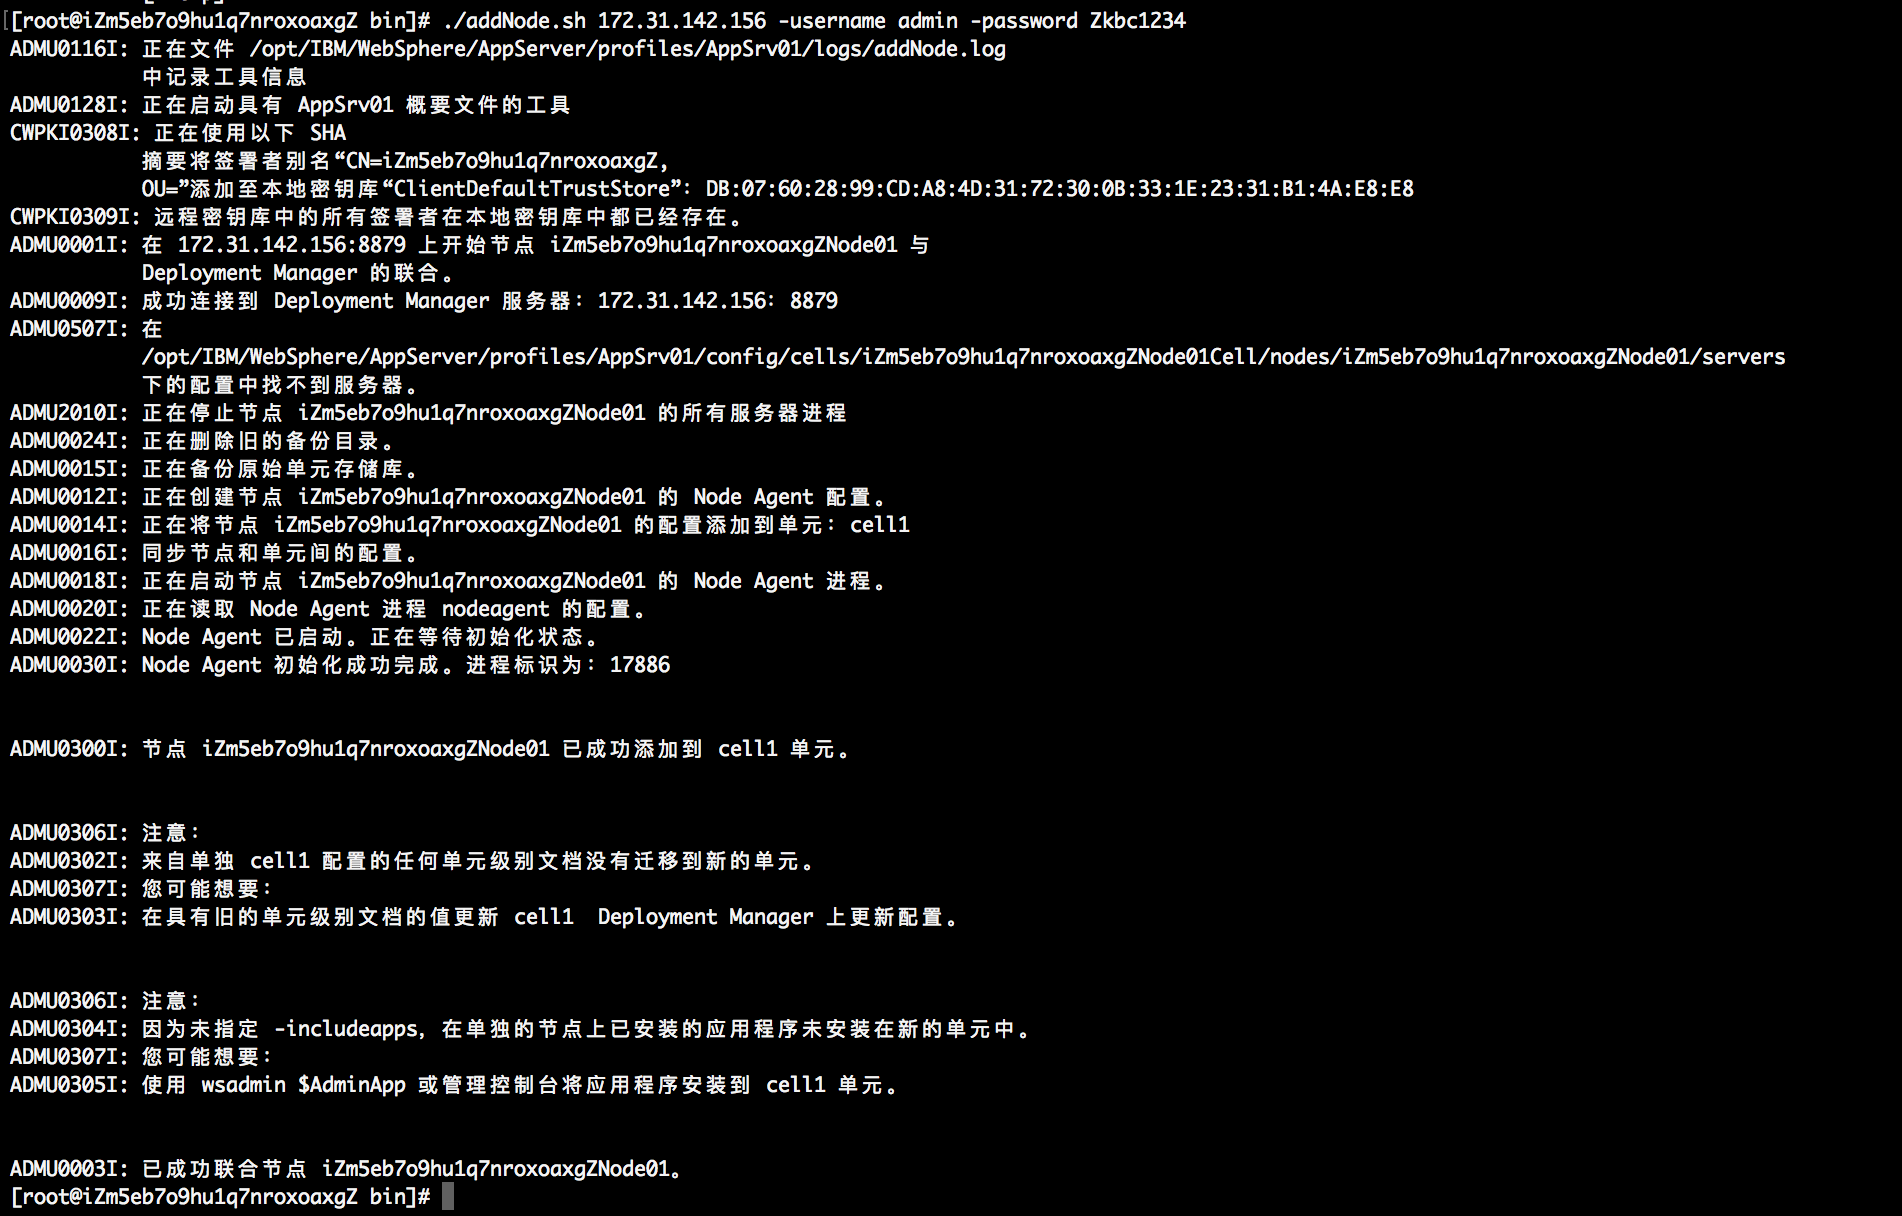 [root@iZm5eb7o9hu1q7nroxoaxgZ bin]# ./addNode.sh 172.31.142.156 -username admin -password Zkbc1234
ADMU0116I: 正在文件 /opt/IBM/WebSphere/AppServer/profiles/AppSrv01/logs/addNode.log
中记录工具信息
ADMU0128I: 正在启动具有 AppSrv01 概要文件的工具
CWPKI0308I: 正在使用以下 SHA
摘要将签署者别名“CN=iZm5eb7o9hu1q7nroxoaxgZ,
OU=”添加至本地密钥库“ClientDefaultTrustStore”: DB:07:60:28:99:CD:A8:4D:31:72:30:0B:33:1E:23:31:B1:4A:E8:E8
CWPKI0309I: 远程密钥库中的所有签署者在本地密钥库中都已经存在。
ADMU0001I: 在 172.31.142.156:8879 上开始节点 iZm5eb7o9hu1q7nroxoaxgZNode01 与
Deployment Manager 的联合。
ADMU0009I: 成功连接到 Deployment Manager 服务器: 172.31.142.156: 8879
ADMU0507I: 在
/opt/IBM/WebSphere/AppServer/profiles/AppSrv01/config/cells/iZm5eb7o9hu1q7nroxoaxgZNode01Cell/nodes/iZm5eb7o9hu1q7nroxoaxgZNode01/servers
下的配置中找不到服务器。
ADMU2010I: 正在停止节点 iZm5eb7o9hu1q7nroxoaxgZNode01 的所有服务器进程
ADMU0024I: 正在删除旧的备份目录。
ADMU0015I: 正在备份原始单元存储库。
ADMU0012I: 正在创建节点 iZm5eb7o9hu1q7nroxoaxgZNode01 的 Node Agent 配置。
ADMU0014I: 正在将节点 iZm5eb7o9hu1q7nroxoaxgZNode01 的配置添加到单元: cell1
ADMU0016I: 同步节点和单元间的配置。
ADMU0018I: 正在启动节点 iZm5eb7o9hu1q7nroxoaxgZNode01 的 Node Agent 进程。
ADMU0020I: 正在读取 Node Agent 进程 nodeagent 的配置。
ADMU0022I: Node Agent 已启动。正在等待初始化状态。
ADMU0030I: Node Agent 初始化成功完成。进程标识为: 17886
ADMU0300I: 节点 iZm5eb7o9hu1q7nroxoaxgZNode01 已成功添加到 cell1 单元。
ADMU0306I: 注意:
ADMU0302I: 来自单独 cell1 配置的任何单元级别文档没有迁移到新的单元。
ADMU0307I: 您可能想要:
ADMU0303I: 在具有旧的单元级别文档的值更新 cell1  Deployment Manager 上更新配置。
ADMU0306I: 注意:
ADMU0304I: 因为未指定 -includeapps, 在单独的节点上已安装的应用程序未安装在新的单元中。
ADMU0307I: 您可能想要:
ADMU0305I: 使用 wsadmin $AdminApp 或管理控制台将应用程序安装到 cell1 单元。
ADMU0003I: 已成功联合节点 iZm5eb7o9hu1q7nroxoaxgZNode01。
[root@iZm5eb7o9hu1q7nroxoaxgZ bin]#